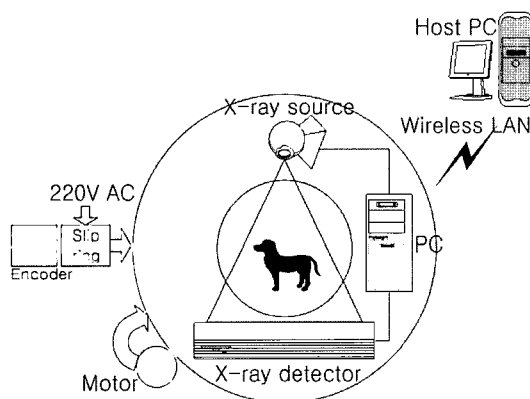 Host PC
X-ray source
Wireless LAN
220V AC
Slip
ring
PC
Encoder
Motor
X-ray detector